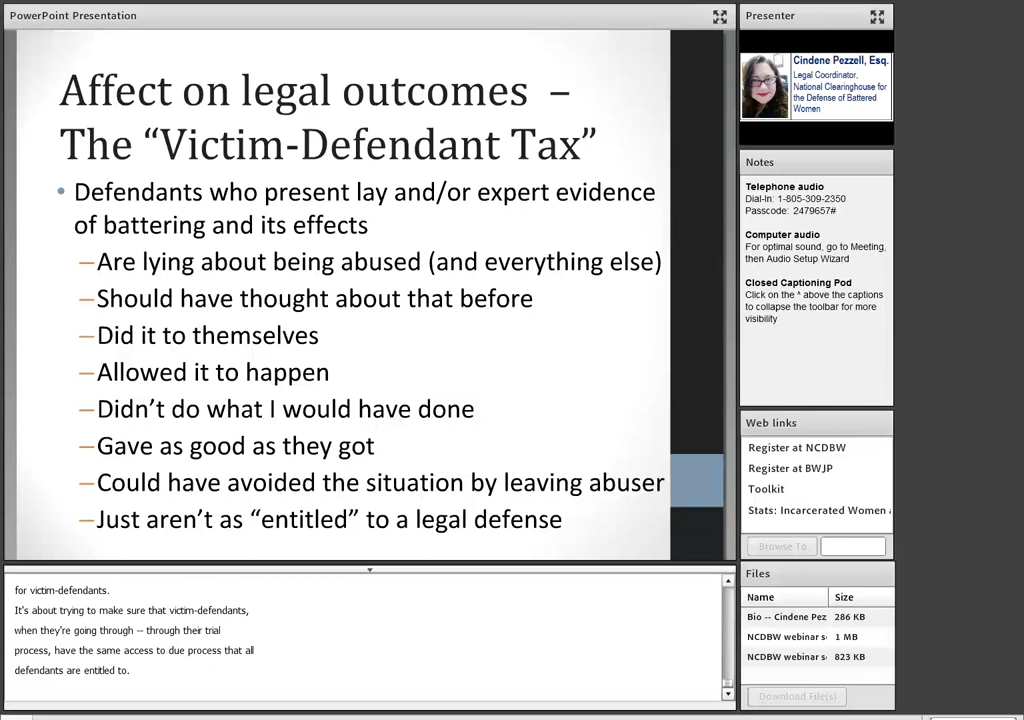 PowerPoint Presentation
Affect on legal outcomes –
The “Victim-Defendant Tax”
• Defendants who present lay and/or expert evidence
of battering and its effects
–Are lying about being abused (and everything else)
–Should have thought about that before
–Did it to themselves
–Allowed it to happen
–Didn’t do what I would have done
–Gave as good as they got
–Could have avoided the situation by leaving abuser
–Just aren’t as “entitled” to a legal defense
for victim-defendants.
It's about trying to make sure that victim-defendants,
when they're going through -- through their trial
process, have the same access to due process that all
defendants are entitled to.
Presenter
Cindene Pezzell, Esq.
Legal Coordinator,
National Clearinghouse for
the Defense of Battered
Women
Notes
Telephone audio
Dial-In: 1-805-309-2350
Passcode: 2479657#
Computer audio
For optimal sound, go to Meeting,
then Audio Setup Wizard
Closed Captioning Pod
Click on the ^ above the captions
to collapse the toolbar for more
visibility
Web links
Register at NCDBW
Register at BWJP
Toolkit
Stats: Incarcerated Women
Browse To
Files
Name Size
Bio -- Cindene Pez 286 KB
NCDBW webinar s 1 MB
NCDBW webinar s 823 KB
Download File(s)